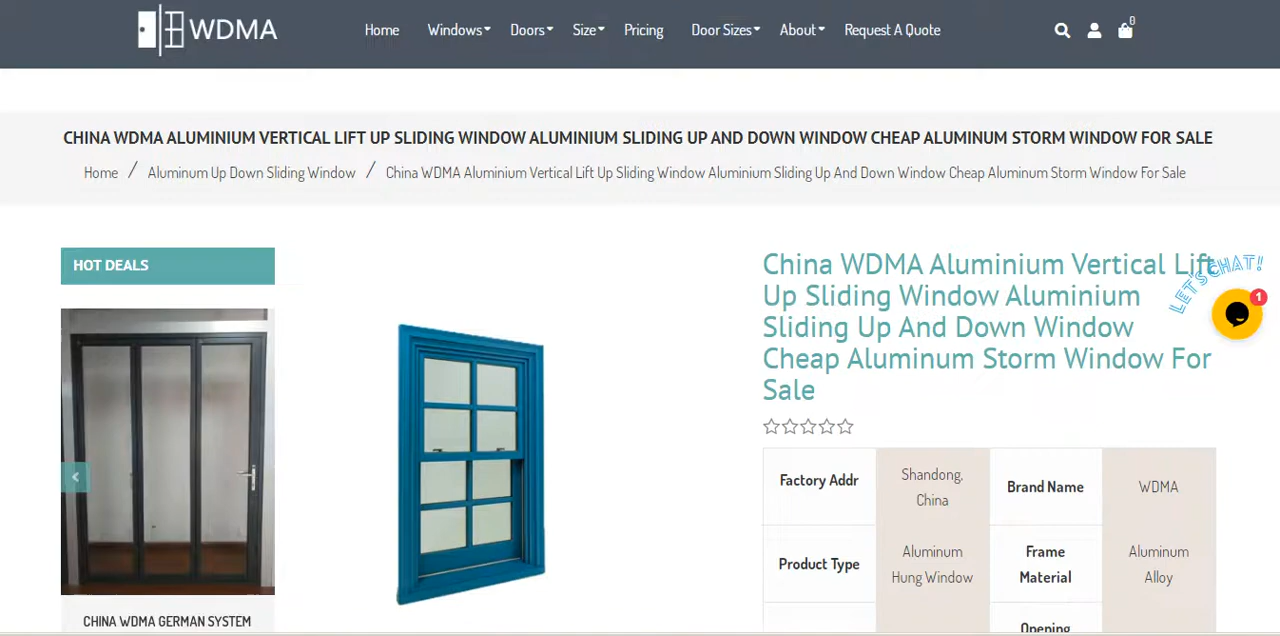 WDMA
Home Windows Doors Size Pricing Door Sizes About Request A Quote
0
CHINA WDMA ALUMINIUM VERTICAL LIFT UP SLIDING WINDOW ALUMINIUM SLIDING UP AND DOWN WINDOW CHEAP ALUMINUM STORM WINDOW FOR SALE
Home / Aluminum Up Down Sliding Window / China WDMA Aluminium Vertical Lift Up Sliding Window Aluminium Sliding Up And Down Window Cheap Aluminum Storm Window For Sale
HOT DEALS
CHINA WDMA GERMAN SYSTEM
China WDMA Aluminium Vertical Lift
Up Sliding Window Aluminium
Sliding Up And Down Window
Cheap Aluminum Storm Window For
Sale
LET'S CHAT!
1
Factory Addr Shandong, China Brand Name WDMA
Product Type Aluminum Hung Window Frame Material Aluminum Alloy
Opening